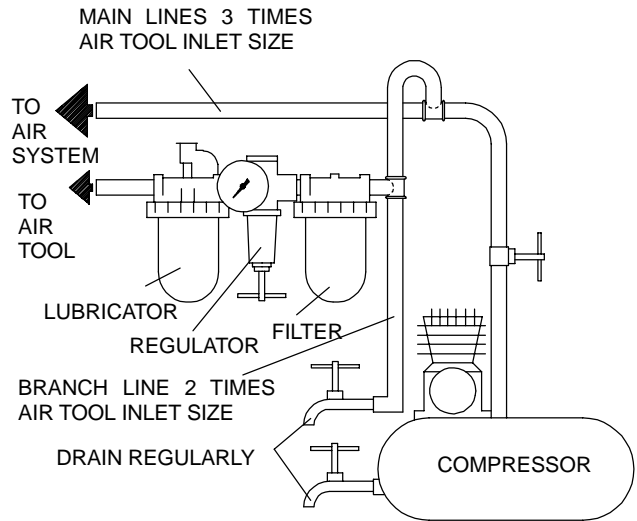 MAIN LINES 3 TIMES
AIR TOOL INLET SIZE
TO
AIR
SYSTEM
TO
AIR
TOOL
LUBRICATOR
REGULATOR
FILTER
BRANCH LINE 2 TIMES
AIR TOOL INLET SIZE
DRAIN REGULARLY
COMPRESSOR